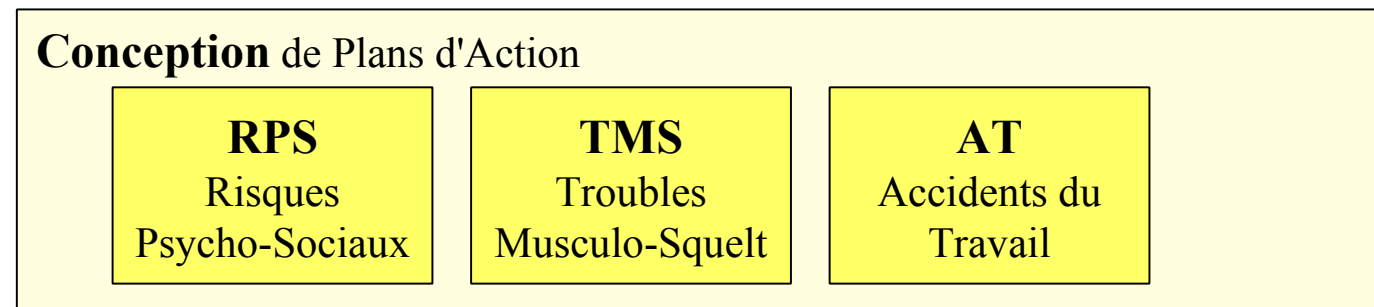 Conception de Plans d'Action
RPS
Risques
Psycho-Sociaux
TMS
Troubles
Musculo-Squelt
AT
Accidents du
Travail